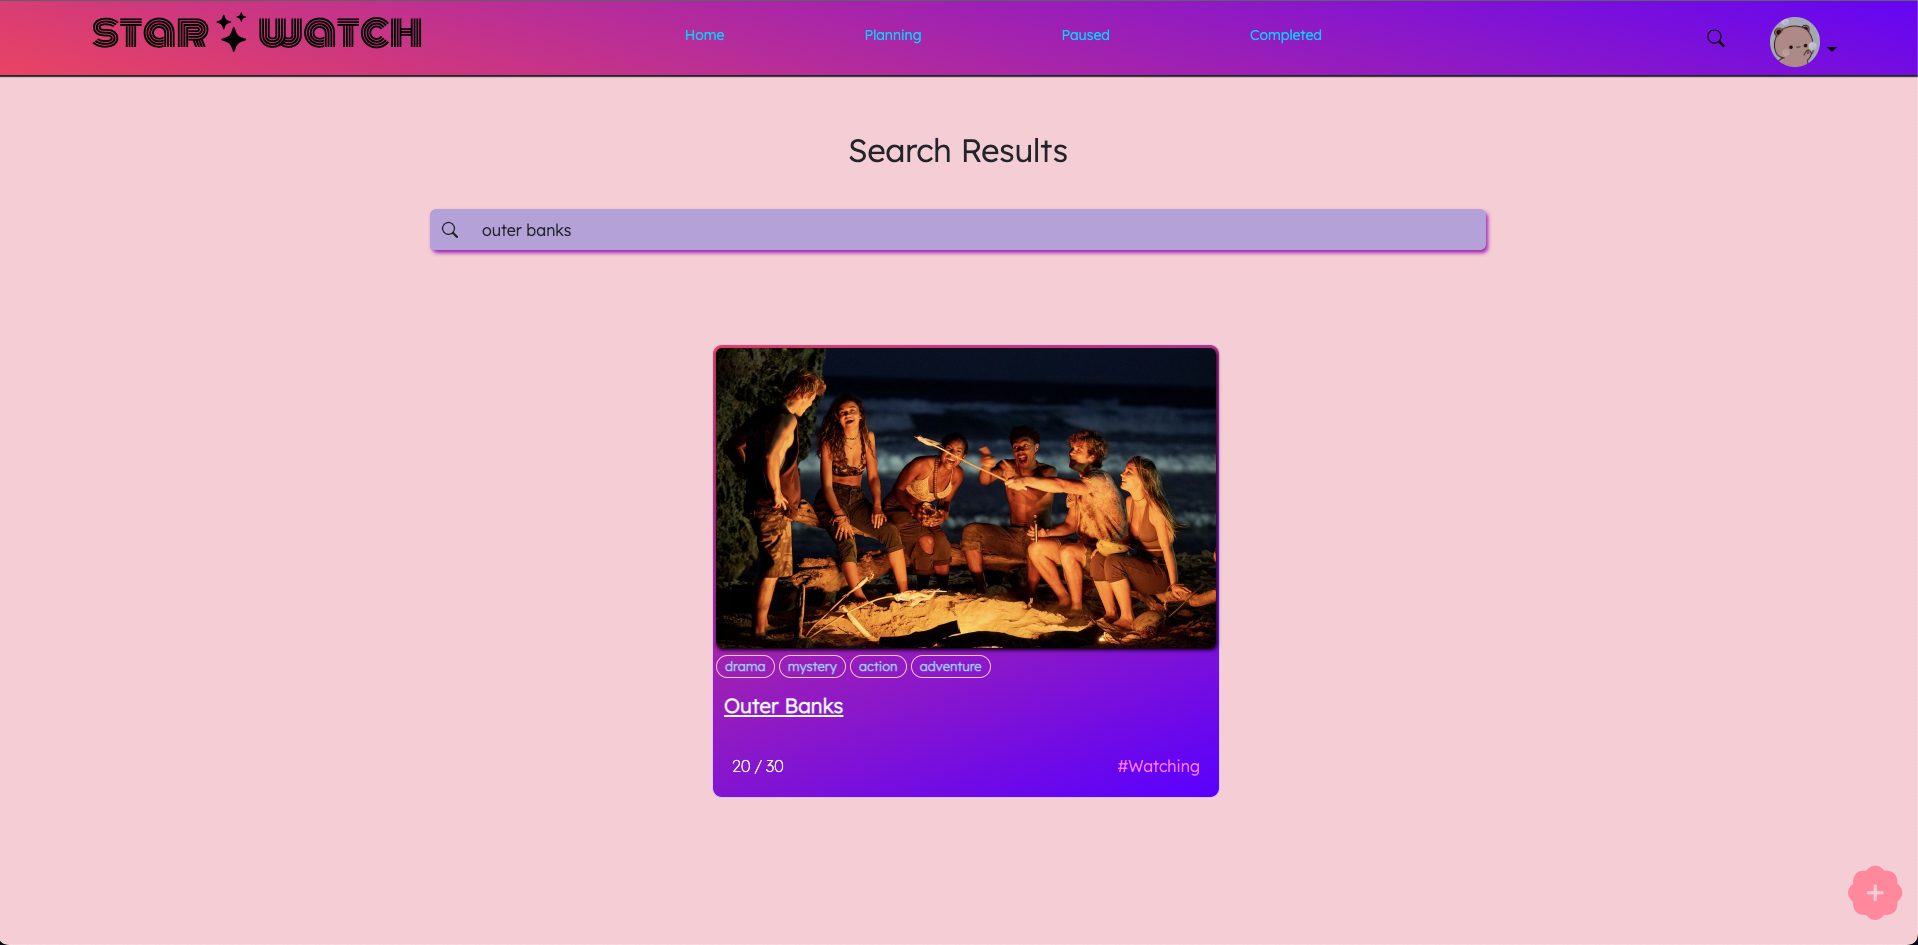 STAR WATCH
Home Planning Paused Completed
Search Results
outer banks
drama mystery action adventure
Outer Banks
20 / 30 #Watching